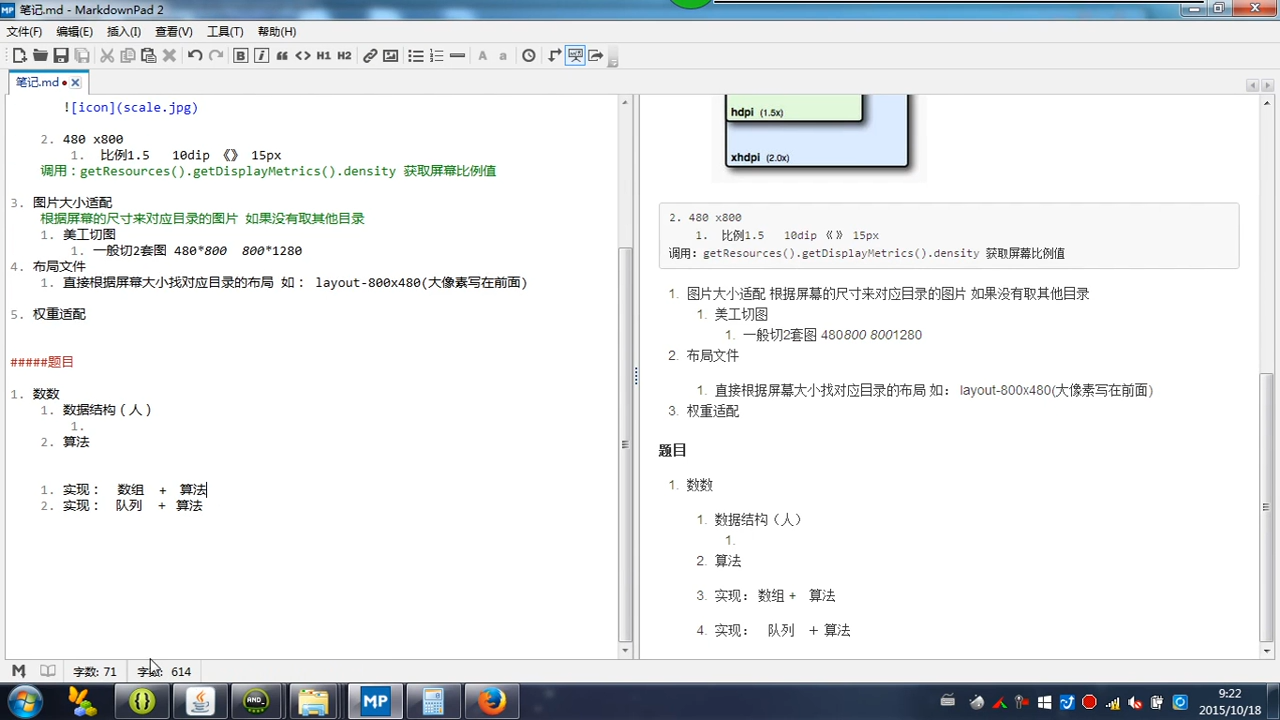 笔记.md - MarkdownPad 2
文件(F) 编辑(E) 插入(I) 查看(V) 工具(T) 帮助(H)
笔记.md
![icon](scale.jpg)
2. 480 x800
1. 比例1.5 10dip 《》 15px
调用：getResources().getDisplayMetrics().density 获取屏幕比例值
3. 图片大小适配
根据屏幕的尺寸来对应目录的图片 如果没有取其他目录
1. 美工切图
1. 一般切2套图 480*800 800*1280
4. 布局文件
1. 直接根据屏幕大小找对应目录的布局 如： layout-800x480(大像素写在前面)
5. 权重适配
#####题目
1. 数数
1. 数据结构（人）
1.
2. 算法
1. 实现： 数组 + 算法
2. 实现： 队列 + 算法
hdpi (1.5x)
xhdpi (2.0x)
2. 480 x800
1. 比例1.5 10dip 《》 15px
调用：getResources().getDisplayMetrics().density 获取屏幕比例值
1. 图片大小适配 根据屏幕的尺寸来对应目录的图片 如果没有取其他目录
1. 美工切图
1. 一般切2套图 480800 8001280
2. 布局文件
1. 直接根据屏幕大小找对应目录的布局 如： layout-800x480(大像素写在前面)
3. 权重适配
题目
1. 数数
1. 数据结构（人）
1.
2. 算法
3. 实现：数组 + 算法
4. 实现： 队列 + 算法
字数: 71 字数: 614
9:22
2015/10/18